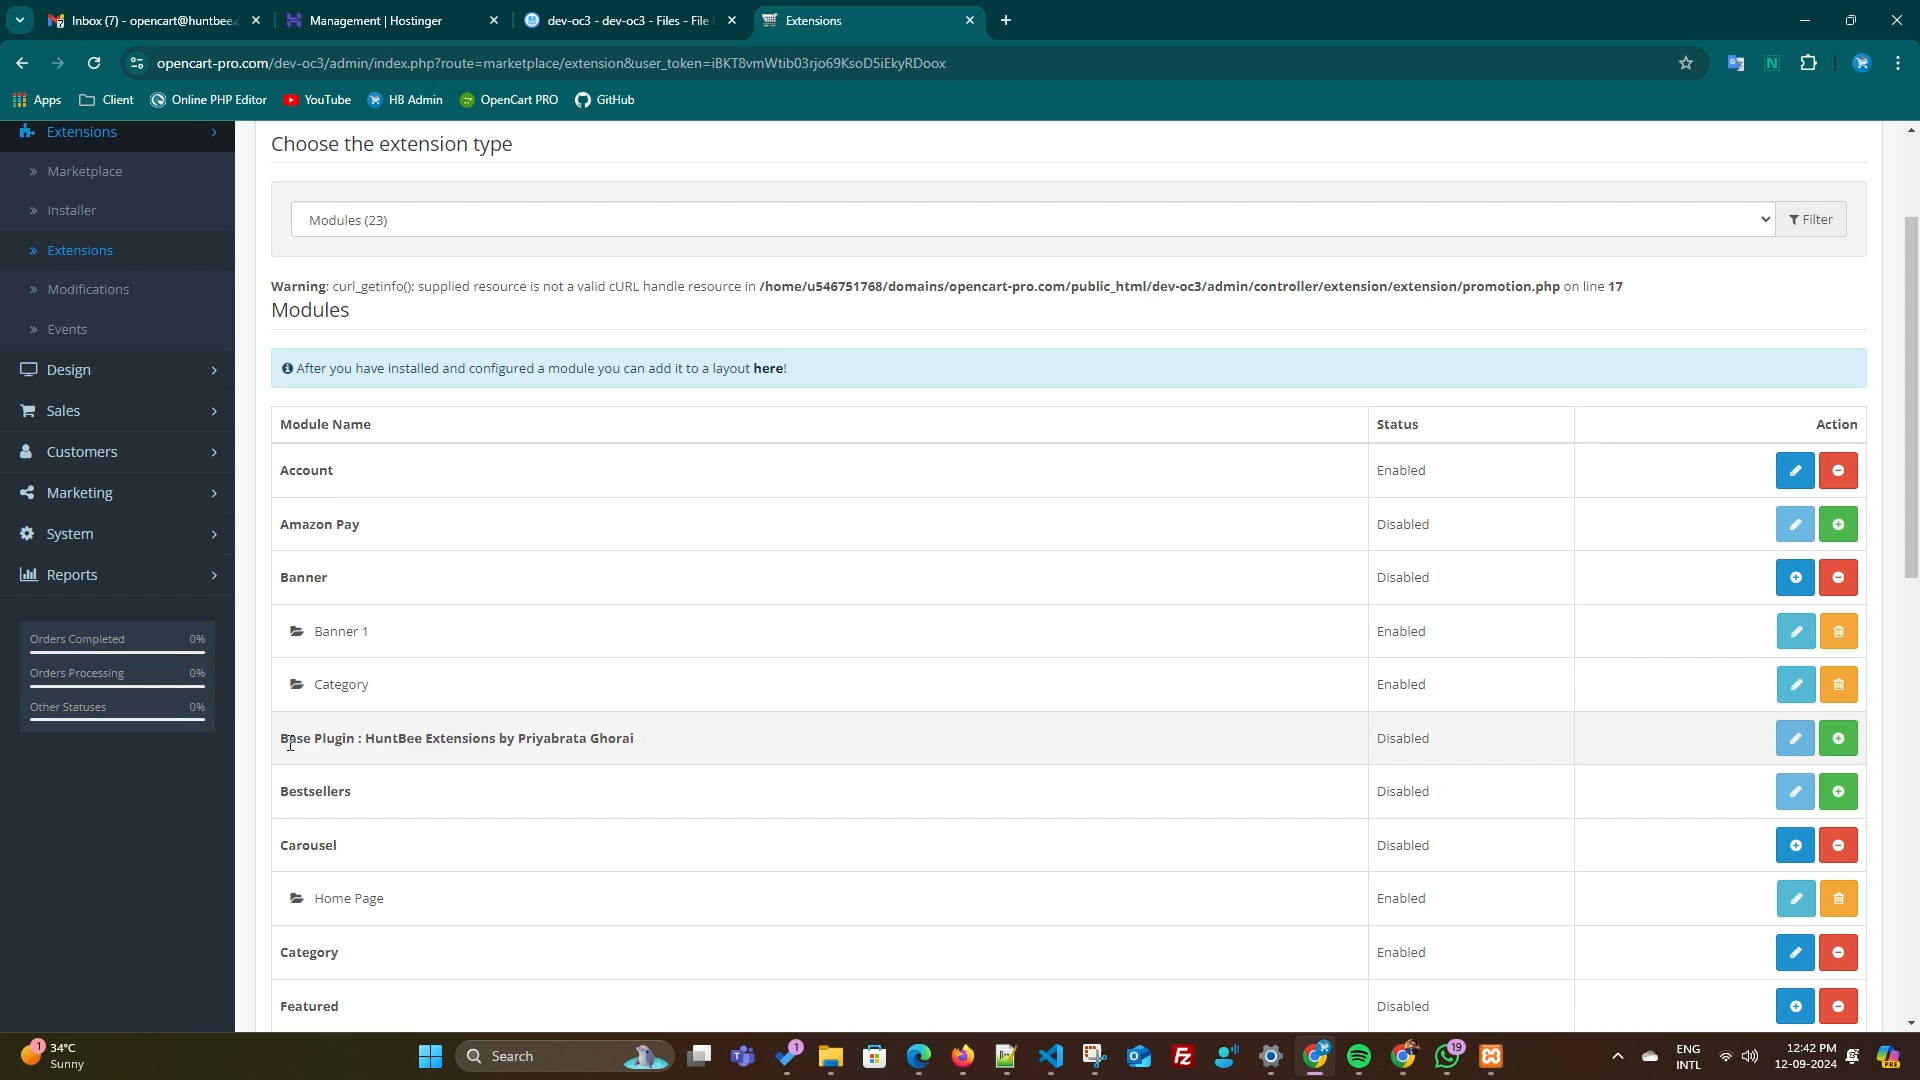 Inbox (7) - opencart@huntbee.
Management | Hostinger
dev-oc3 - dev-oc3 - Files - File
Extensions
opencart-pro.com/dev-oc3/admin/index.php?route=marketplace/extension&user_token=iBKT8vmWtib03rjo69KsoD5iEkyRDoox
Apps
Client
Online PHP Editor
YouTube
HB Admin
OpenCart PRO
GitHub
Extensions
Marketplace
Installer
Extensions
Modifications
Events
Design
Sales
Customers
Marketing
System
Reports
Orders Completed 0%
Orders Processing 0%
Other Statuses 0%
Choose the extension type
Modules (23)
Filter
Warning: curl_getinfo(): supplied resource is not a valid cURL handle resource in /home/u546751768/domains/opencart-pro.com/public_html/dev-oc3/admin/controller/extension/extension/promotion.php on line 17
Modules
After you have installed and configured a module you can add it to a layout here!
Module Name Status Action
Account Enabled
Amazon Pay Disabled
Banner Disabled
Banner 1 Enabled
Category Enabled
Base Plugin : HuntBee Extensions by Priyabrata Ghorai Disabled
Bestsellers Disabled
Carousel Disabled
Home Page Enabled
Category Enabled
Featured Disabled
1
34°C
Sunny
Search
1
19
ENG
INTL
12:42 PM
12-09-2024
PRE